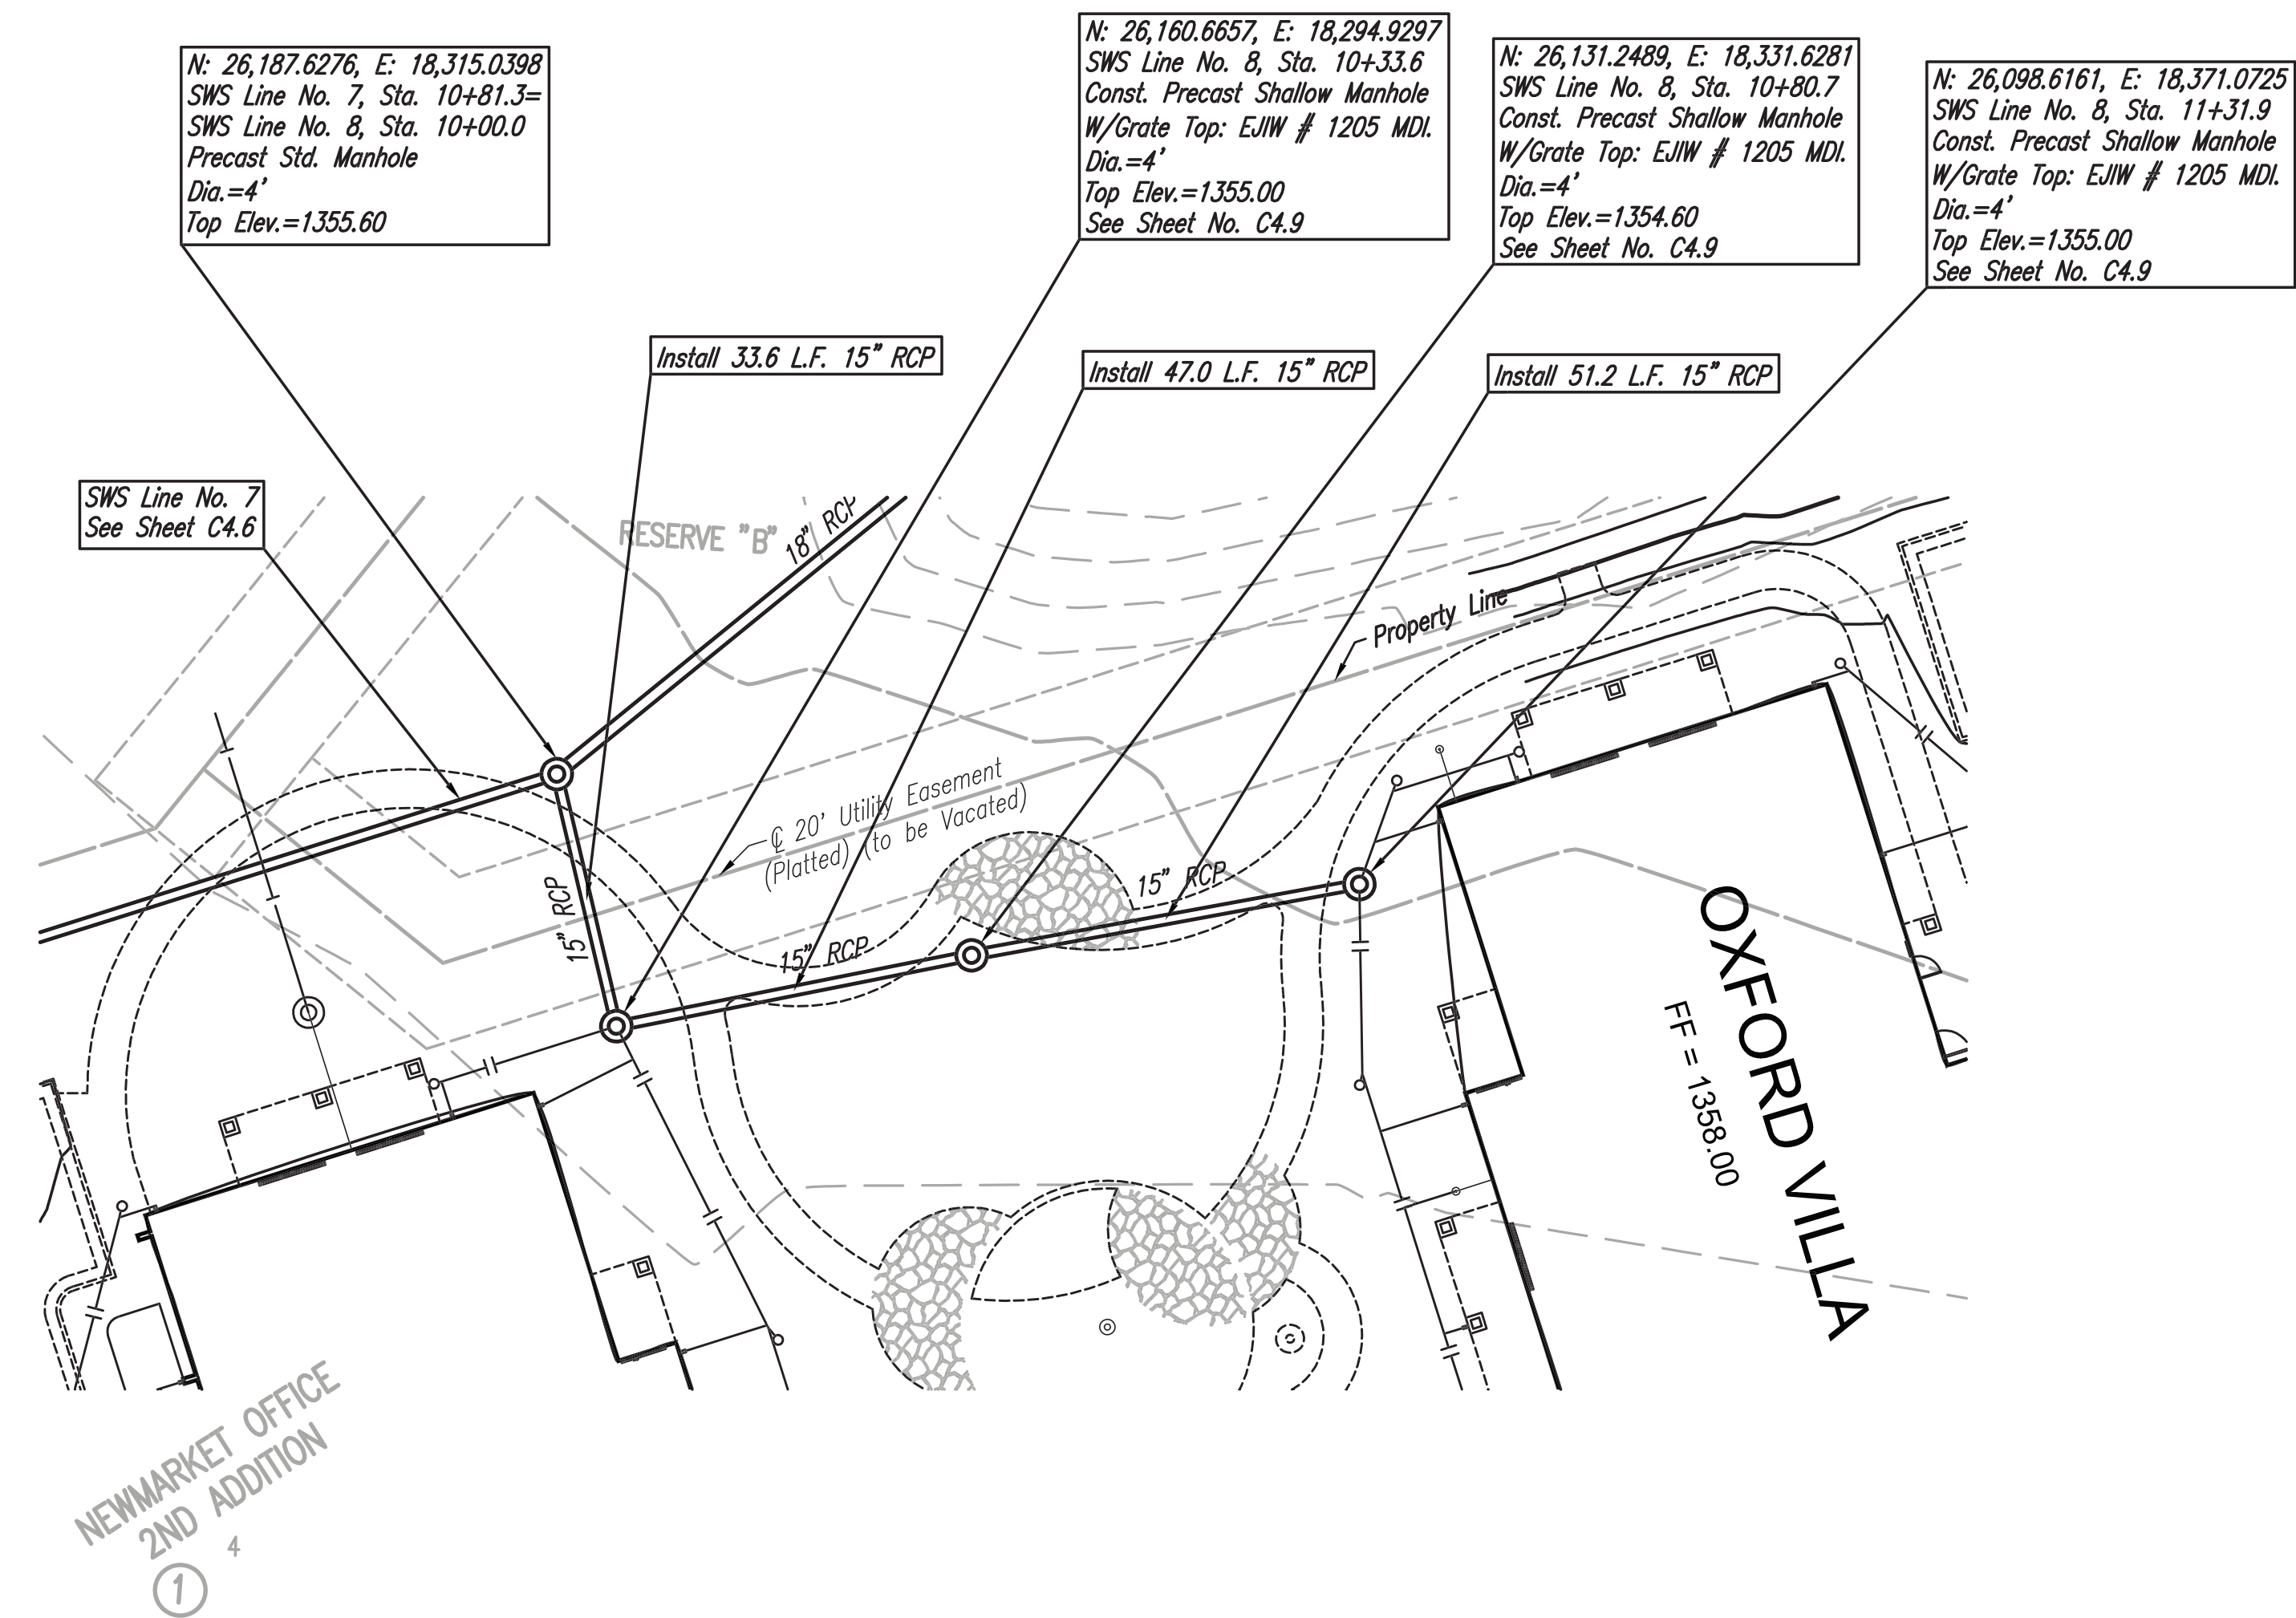 N: 26,187.6276, E: 18,315.0398
SWS Line No. 7, Sta. 10+81.3=
SWS Line No. 8, Sta. 10+00.0
Precast Std. Manhole
Dia.=4'
Top Elev.=1355.60
N: 26,160.6657, E: 18,294.9297
SWS Line No. 8, Sta. 10+33.6
Const. Precast Shallow Manhole
W/Grate Top: EJIW # 1205 MDI.
Dia.=4'
Top Elev.=1355.00
See Sheet No. C4.9
N: 26,131.2489, E: 18,331.6281
SWS Line No. 8, Sta. 10+80.7
Const. Precast Shallow Manhole
W/Grate Top: EJIW # 1205 MDI.
Dia.=4'
Top Elev.=1354.60
See Sheet No. C4.9
N: 26,098.6161, E: 18,371.0725
SWS Line No. 8, Sta. 11+31.9
Const. Precast Shallow Manhole
W/Grate Top: EJIW # 1205 MDI.
Dia.=4'
Top Elev.=1355.00
See Sheet No. C4.9
Install 33.6 L.F. 15" RCP
Install 47.0 L.F. 15" RCP
Install 51.2 L.F. 15" RCP
SWS Line No. 7
See Sheet C4.6
RESERVE "B"
18" RCP
Property Line
℄ 20' Utility Easement
(Platted) (to be Vacated)
15" RCP
15" RCP
15" RCP
OXFORD VILLA
FF = 1358.00
NEWMARKET OFFICE
2ND ADDITION
4
1